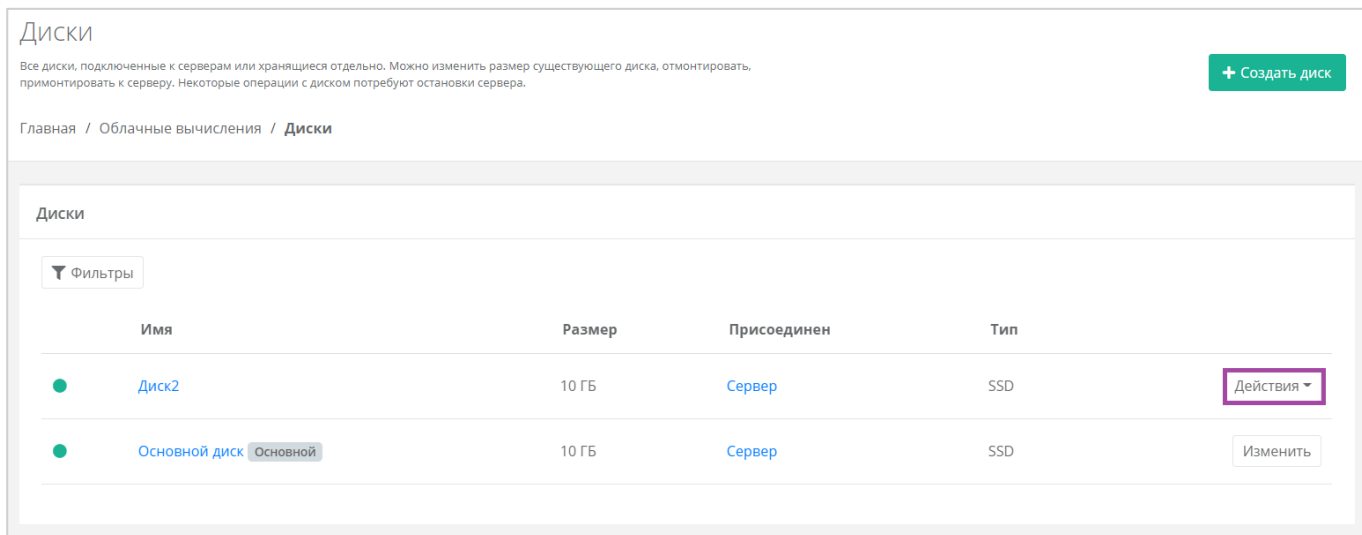 Диски
Все диски, подключенные к серверам или хранящиеся отдельно. Можно изменить размер существующего диска, отмонтировать,
примонтировать к серверу. Некоторые операции с диском потребуют остановки сервера.
+ Создать диск
Главная / Облачные вычисления / Диски
Диски
Фильтры
Имя Размер Присоединен Тип
Диск2 10 ГБ Сервер SSD Действия
Основной диск Основной 10 ГБ Сервер SSD Изменить